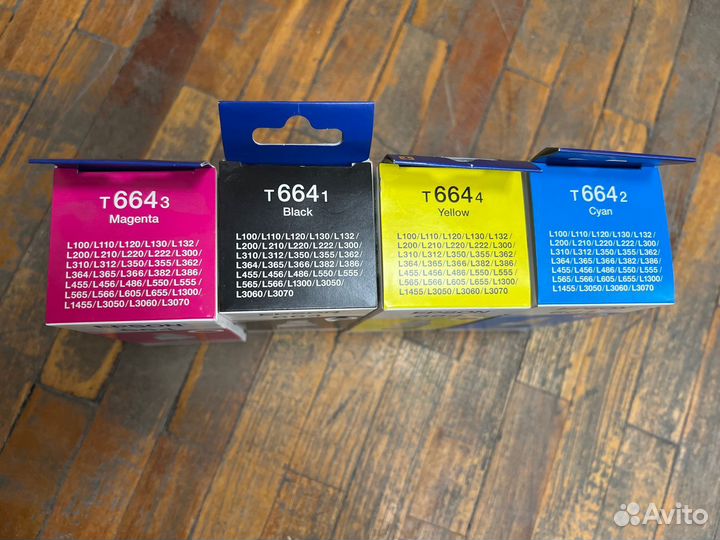 T 6643
Magenta
L100/L110/L120/L130/L132/
L200/L210/L220/L222/L300/
L310/L312/L350/L355/L362/
L364/L365/L366/L382/L386/
L455/L456/L486/L550/L555/
L565/L566/L605/L655/L1300/
L1455/L3050/L3060/L3070
EPSON
T 6641
Black
L100/L110/L120/L130/L132/
L200/L210/L220/L222/L300/
L310/L312/L350/L355/L362/
L364/L365/L366/L382/L386/
L455/L456/L486/L550/L555/
L565/L566/L1300/L3050/
L3060/L3070
T 6644
Yellow
L100/L110/L120/L130/L132/
L200/L210/L220/L222/L300/
L310/L312/L350/L355/L362/
L364/L365/L366/L382/L386/
L455/L456/L486/L550/L555/
L565/L566/L605/L655/L1300/
L1455/L3050/L3060/L3070
T 6642
Cyan
L100/L110/L120/L130/L132/
L200/L210/L220/L222/L300/
L310/L312/L350/L355/L362/
L364/L365/L366/L382/L386/
L455/L456/L486/L550/L555/
L565/L566/L605/L655/L1300/
L1455/L3050/L3060/L3070
Avito